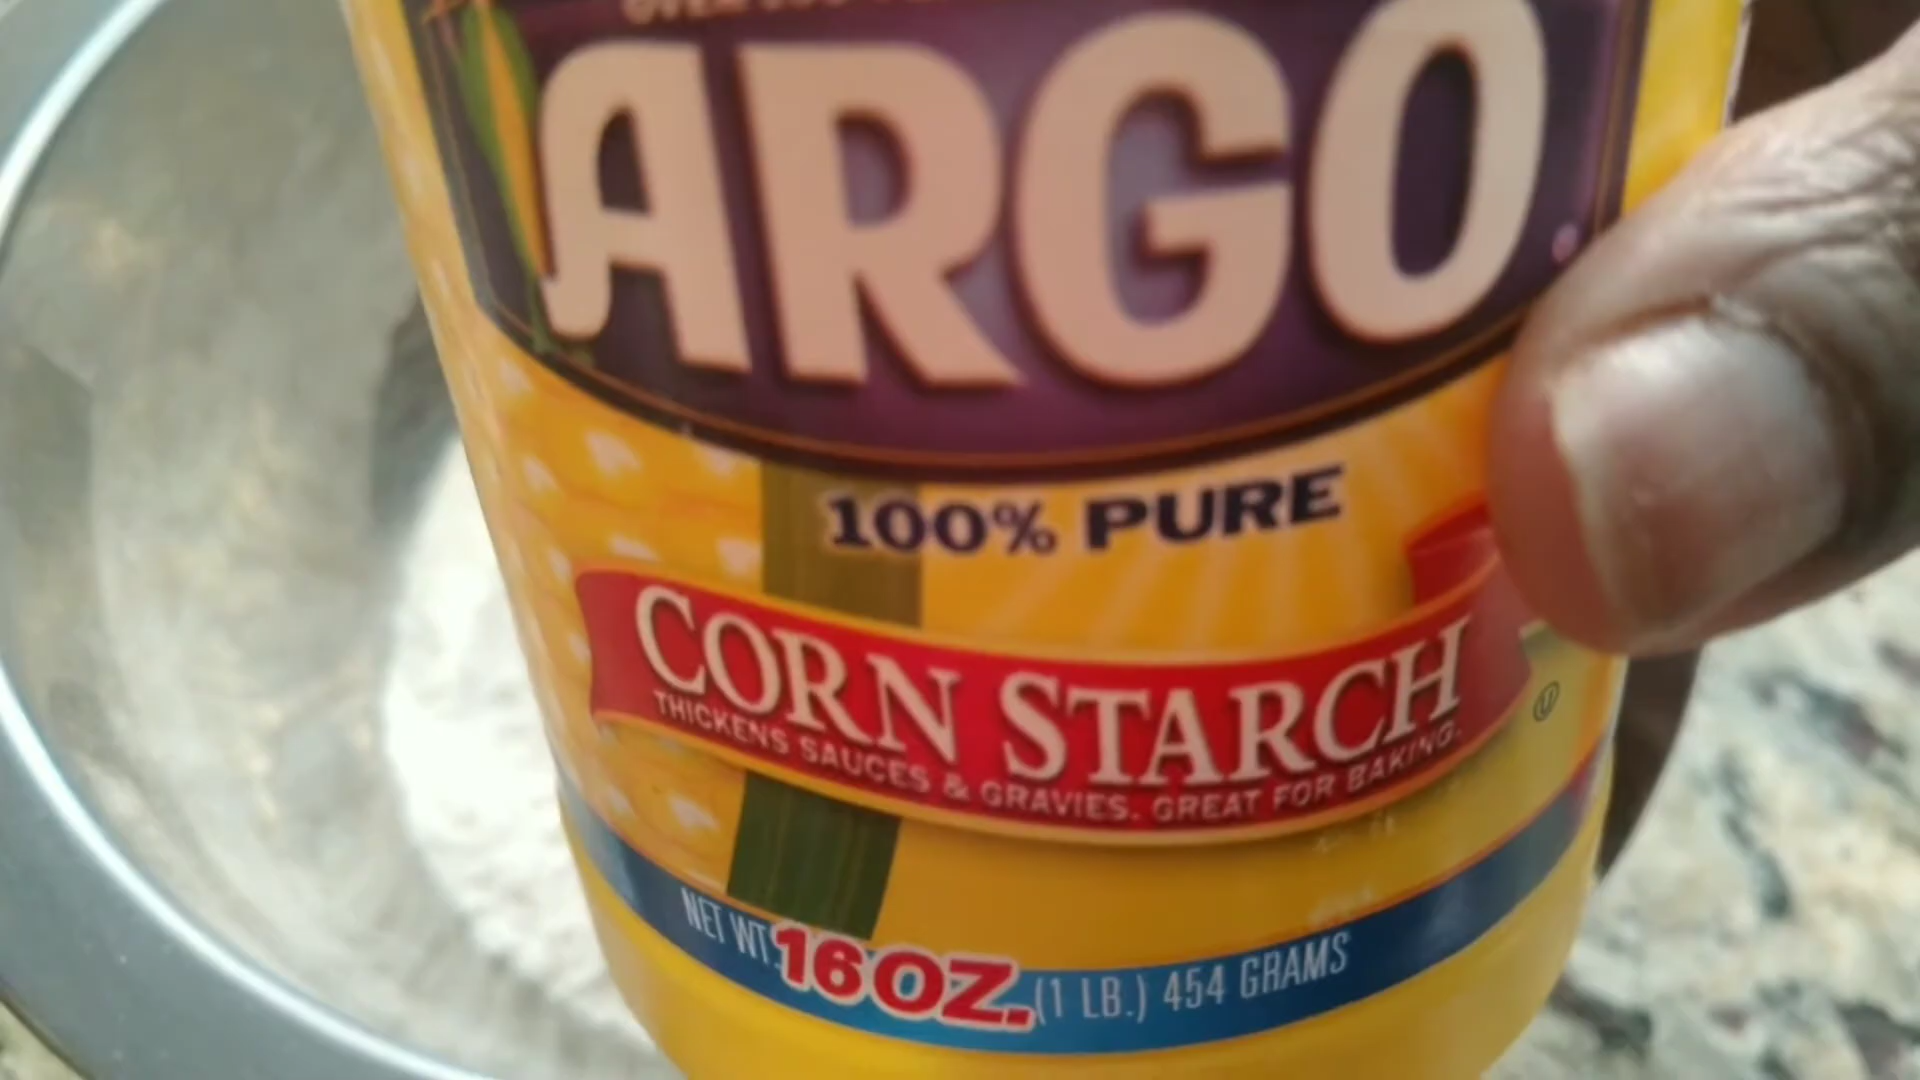 OVER
ARGO
100% PURE
CORN STARCH
THICKENS SAUCES & GRAVIES. GREAT FOR BAKING.
NET WT. 16 OZ. (1 LB.) 454 GRAMS